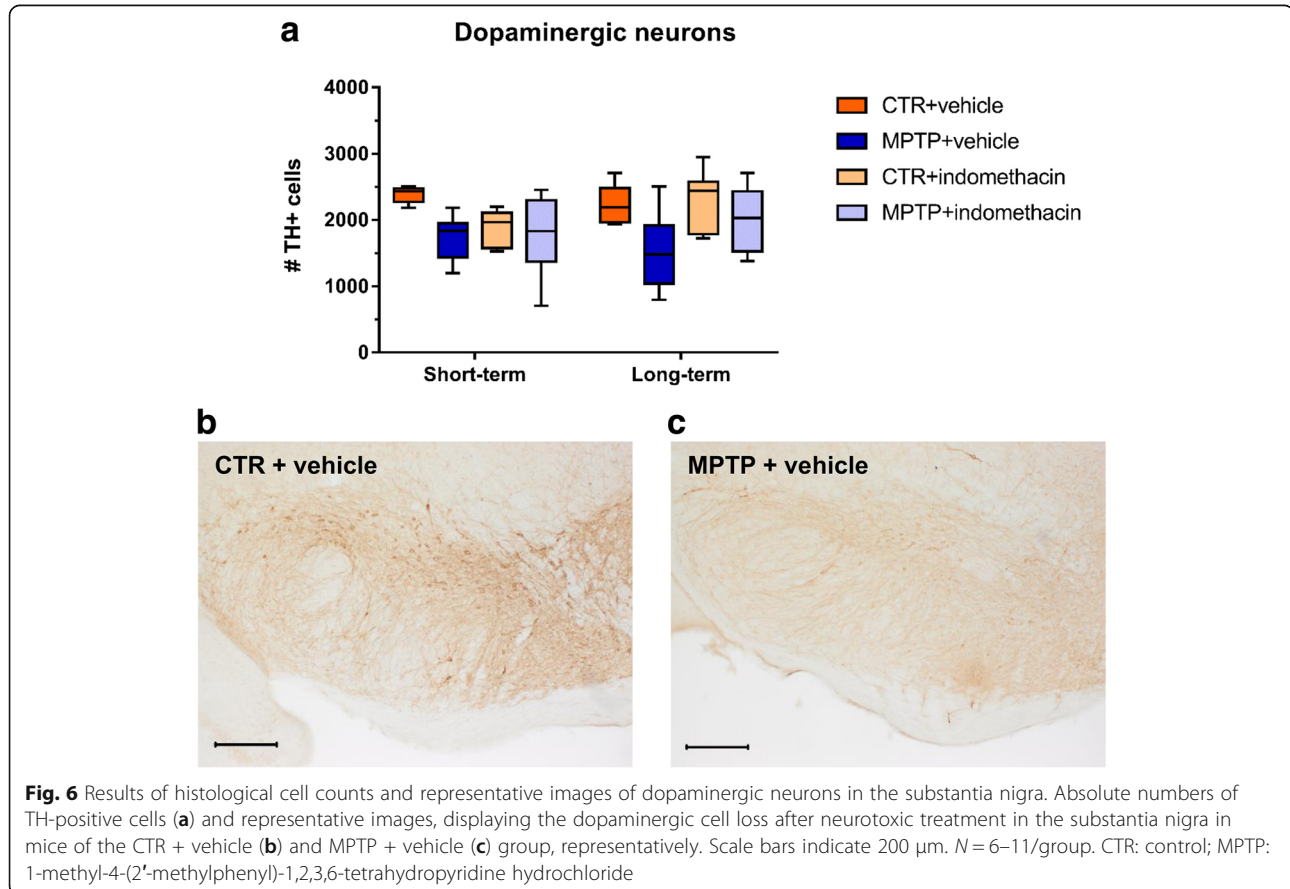 a
Dopaminergic neurons
# TH+ cells
4000
3000
2000
1000
0
Short-term
Long-term
CTR+vehicle
MPTP+vehicle
CTR+indomethacin
MPTP+indomethacin
b
CTR + vehicle
c
MPTP + vehicle
Fig. 6 Results of histological cell counts and representative images of dopaminergic neurons in the substantia nigra. Absolute numbers of
TH-positive cells (a) and representative images, displaying the dopaminergic cell loss after neurotoxic treatment in the substantia nigra in
mice of the CTR + vehicle (b) and MPTP + vehicle (c) group, representatively. Scale bars indicate 200 μm. N = 6–11/group. CTR: control; MPTP:
1-methyl-4-(2′-methylphenyl)-1,2,3,6-tetrahydropyridine hydrochloride